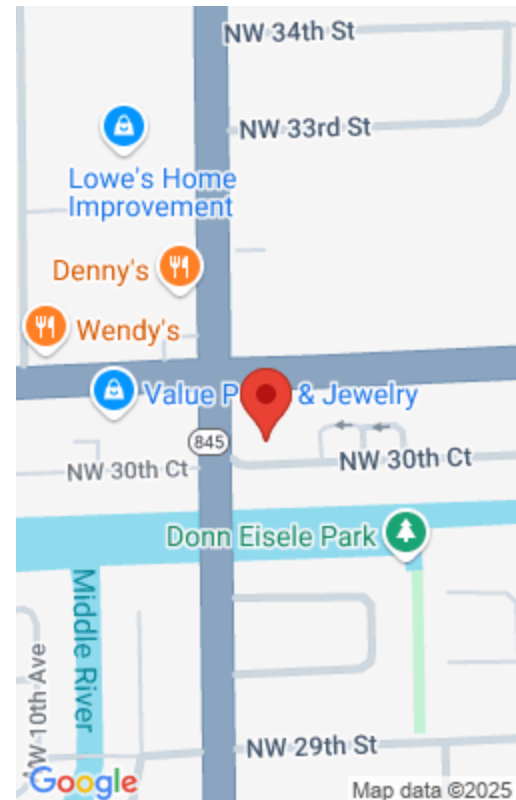 NW 34th St
NW 33rd St
Lowe's Home
Improvement
Denny's
Wendy's
Value P & Jewelry
845
NW 30th Ct
NW 30th Ct
Donn Eisele Park
Middle River
NW 10th Ave
NW 29th St
Google
Map data ©2025